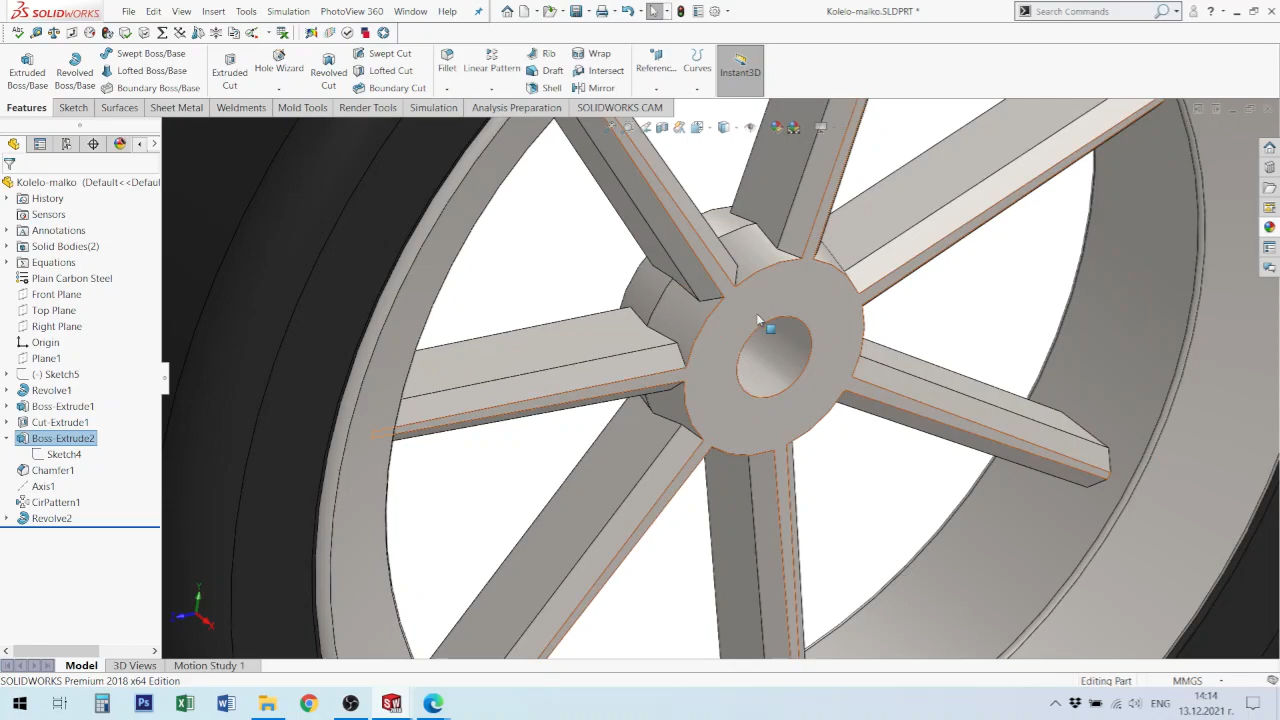 SOLIDWORKS File Edit View Insert Tools Simulation PhotoView 360 Window Help Kolelo-malko.SLDPRT * Search Commands
Extruded Boss/Base
Revolved Boss/Base
Swept Boss/Base
Lofted Boss/Base
Boundary Boss/Base
Extruded Cut
Hole Wizard
Revolved Cut
Swept Cut
Lofted Cut
Boundary Cut
Fillet
Linear Pattern
Rib
Draft
Shell
Wrap
Intersect
Mirror
Referenc...
Curves
Instant3D
Features Sketch Surfaces Sheet Metal Weldments Mold Tools Render Tools Simulation Analysis Preparation SOLIDWORKS CAM
Kolelo-malko (Default<<Defaul
History
Sensors
Annotations
Solid Bodies(2)
Equations
Plain Carbon Steel
Front Plane
Top Plane
Right Plane
Origin
Plane1
(-) Sketch5
Revolve1
Boss-Extrude1
Cut-Extrude1
Boss-Extrude2
Sketch4
Chamfer1
Axis1
CirPattern1
Revolve2
Model 3D Views Motion Study 1
SOLIDWORKS Premium 2018 x64 Edition Editing Part MMGS
ENG 14:14
13.12.2021 г.